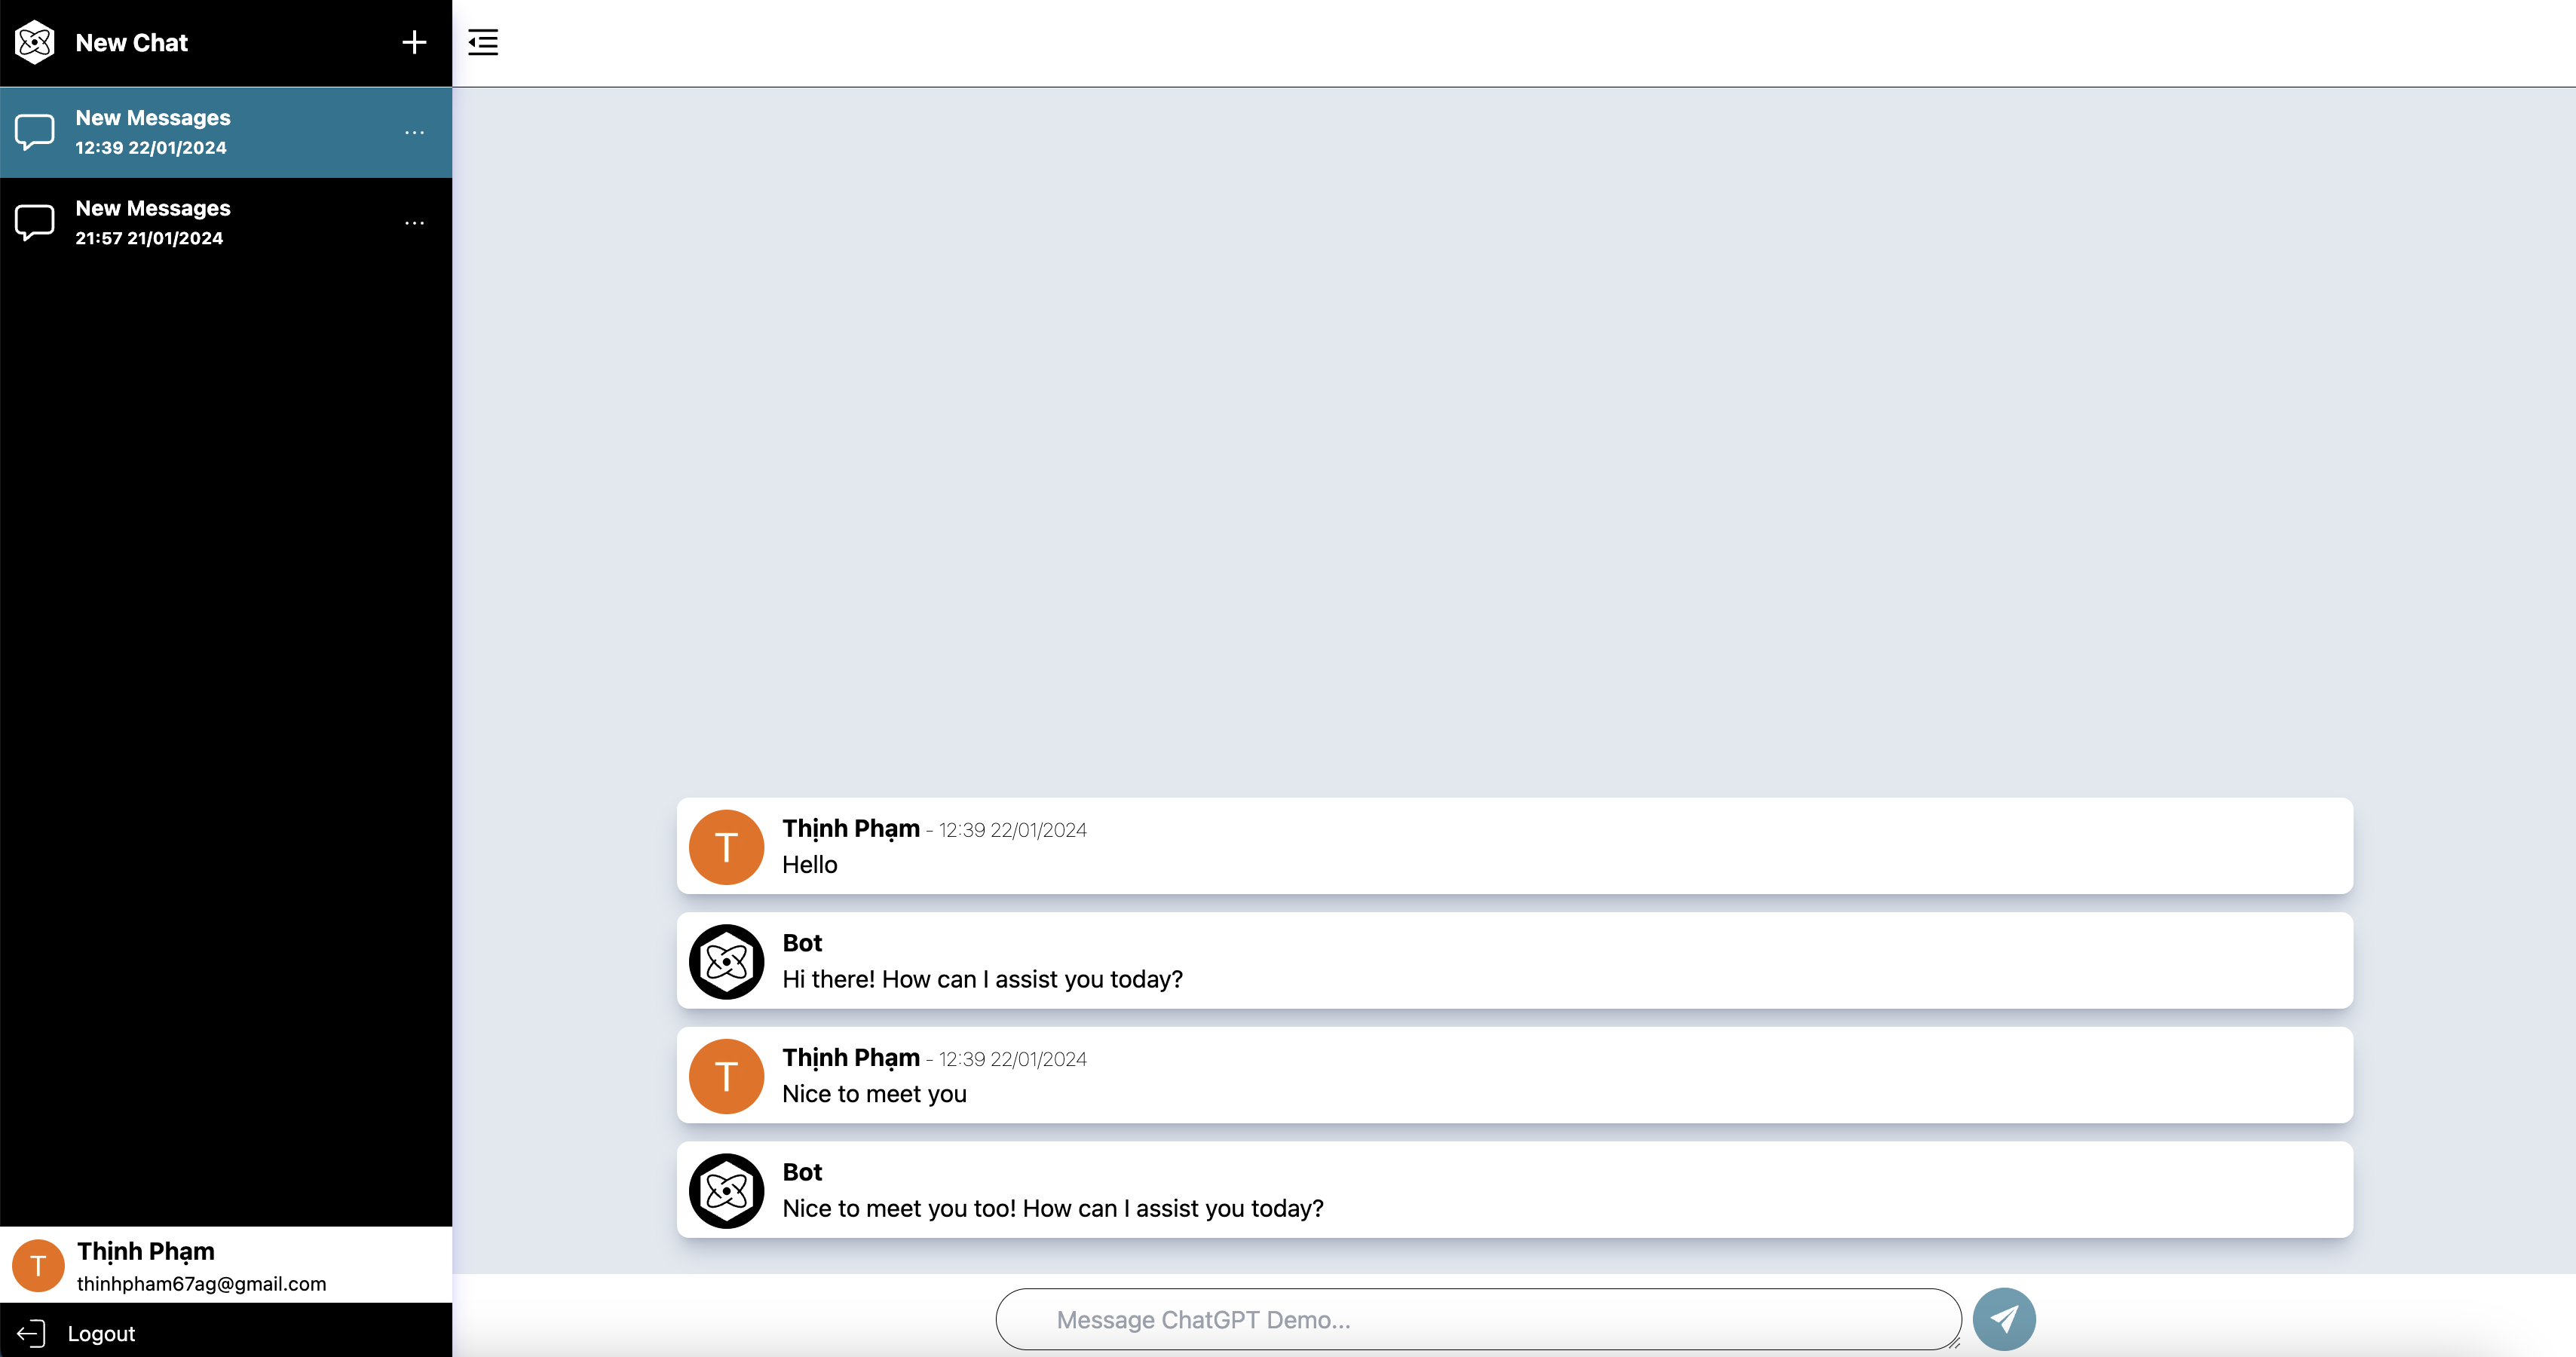 New Chat
New Messages
12:39 22/01/2024
New Messages
21:57 21/01/2024
Thịnh Phạm - 12:39 22/01/2024
Hello
Bot
Hi there! How can I assist you today?
Thịnh Phạm - 12:39 22/01/2024
Nice to meet you
Bot
Nice to meet you too! How can I assist you today?
T
T
T
Thịnh Phạm
thinhpham67ag@gmail.com
Logout
Message ChatGPT Demo...